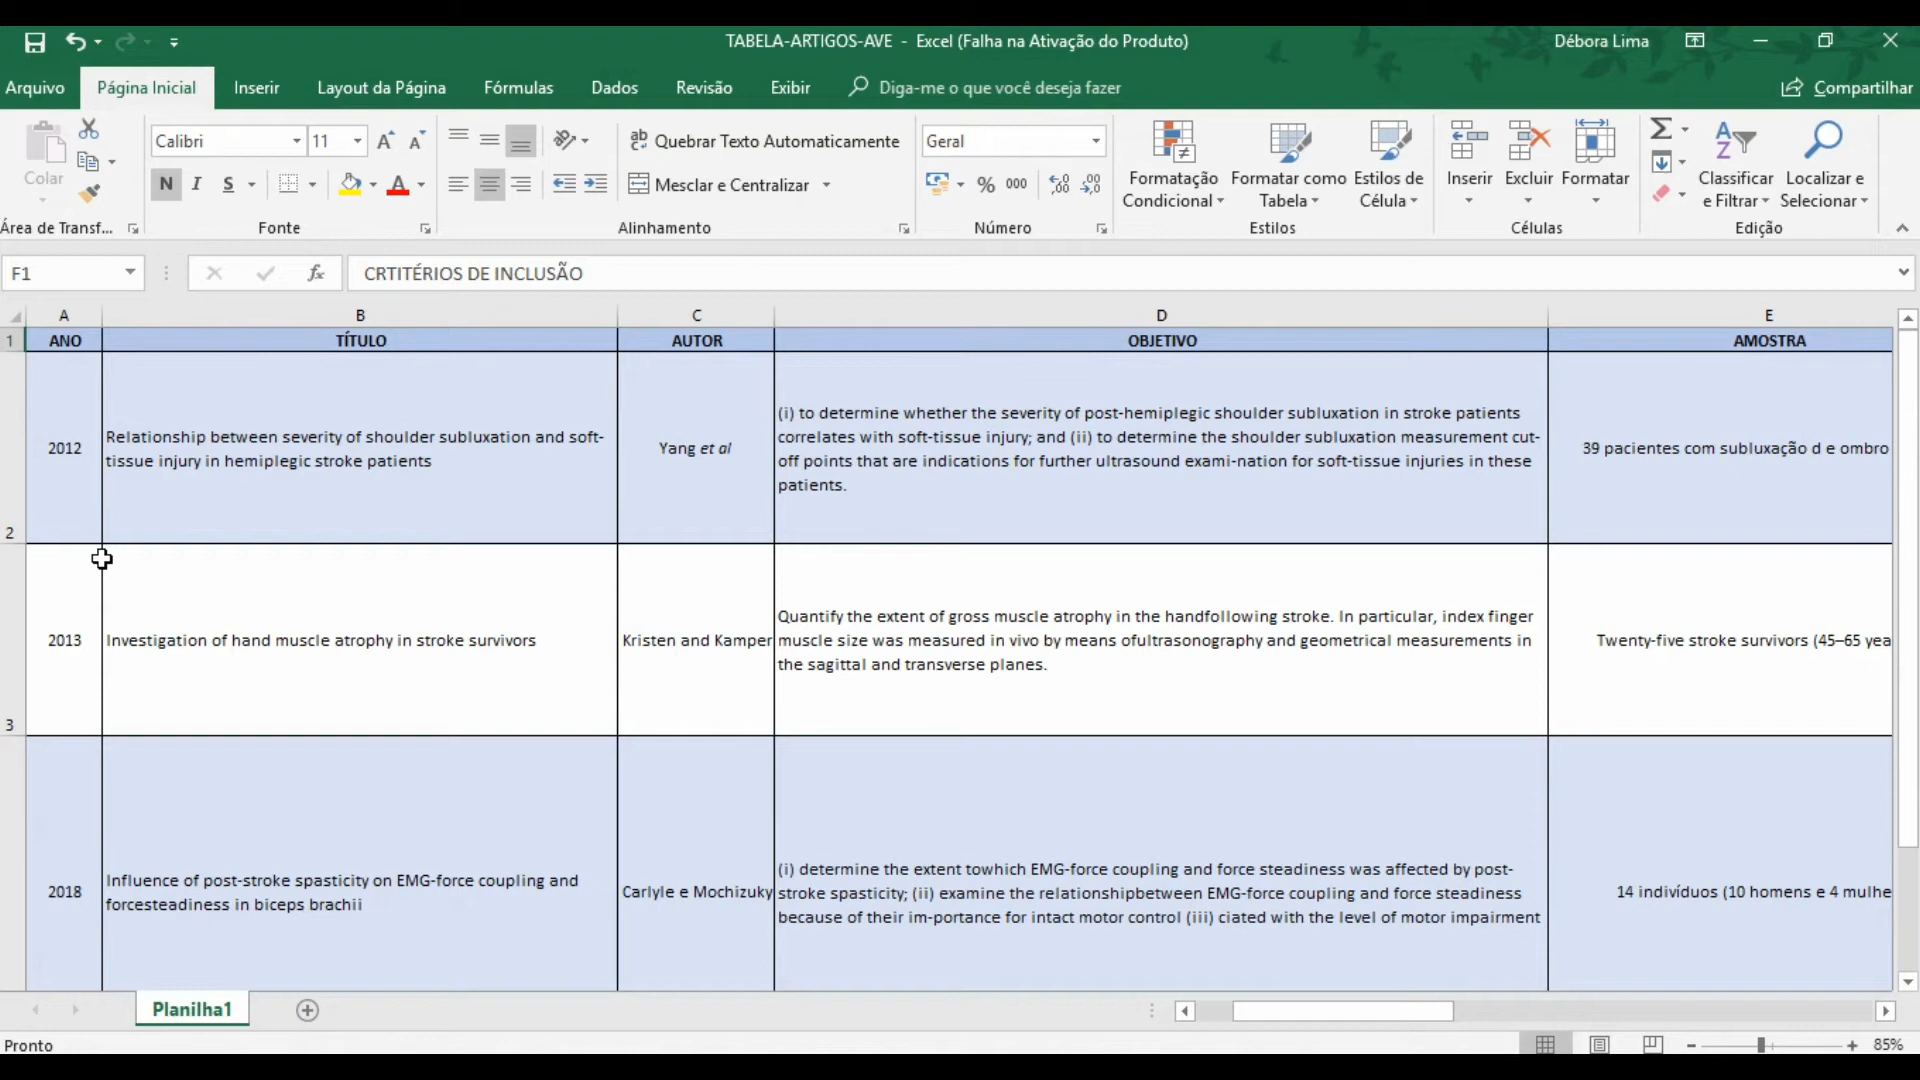 TABELA-ARTIGOS-AVE - Excel (Falha na Ativação do Produto)
Débora Lima
Arquivo
Página Inicial
Inserir
Layout da Página
Fórmulas
Dados
Revisão
Exibir
Diga-me o que você deseja fazer
Compartilhar
Colar
Área de Transf...
Calibri
11
N I S
Fonte
Quebrar Texto Automaticamente
Mesclar e Centralizar
Alinhamento
Geral
% 000
Número
Formatação
Condicional
Formatar como
Tabela
Estilos de
Célula
Estilos
Inserir
Excluir
Formatar
Células
Classificar
e Filtrar
Localizar e
Selecionar
Edição
F1
fx
CRTITÉRIOS DE INCLUSÃO
A B C D E
1 ANO TÍTULO AUTOR OBJETIVO AMOSTRA
2
2012
Relationship between severity of shoulder subluxation and soft-
tissue injury in hemiplegic stroke patients
Yang et al
(i) to determine whether the severity of post-hemiplegic shoulder subluxation in stroke patients
correlates with soft-tissue injury; and (ii) to determine the shoulder subluxation measurement cut-
off points that are indications for further ultrasound exami-nation for soft-tissue injuries in these
patients.
39 pacientes com subluxação d e ombro
3
2013
Investigation of hand muscle atrophy in stroke survivors
Kristen and Kamper
Quantify the extent of gross muscle atrophy in the handfollowing stroke. In particular, index finger
muscle size was measured in vivo by means ofultrasonography and geometrical measurements in
the sagittal and transverse planes.
Twenty-five stroke survivors (45–65 yea
2018
Influence of post-stroke spasticity on EMG-force coupling and
forcesteadiness in biceps brachii
Carlyle e Mochizuky
(i) determine the extent towhich EMG-force coupling and force steadiness was affected by post-
stroke spasticity; (ii) examine the relationshipbetween EMG-force coupling and force steadiness
because of their im-portance for intact motor control (iii) ciated with the level of motor impairment
14 indivíduos (10 homens e 4 mulhe
Planilha1
Pronto
85%